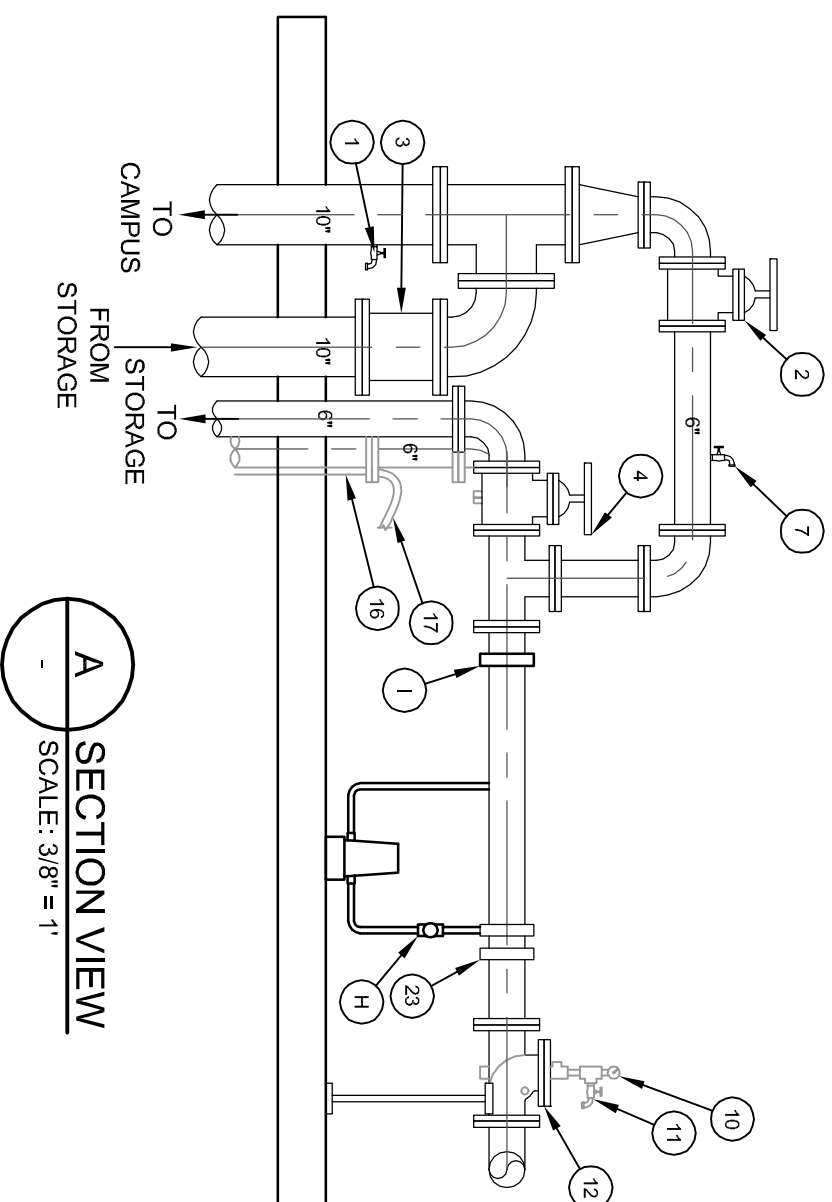 2
7
10
6"
11
4
12
17
23
6"
3
I
16
H
1
10"
10"
6"
TO
CAMPUS
TO
STORAGE
FROM
STORAGE
A
SECTION VIEW
-
SCALE: 3/8" = 1'